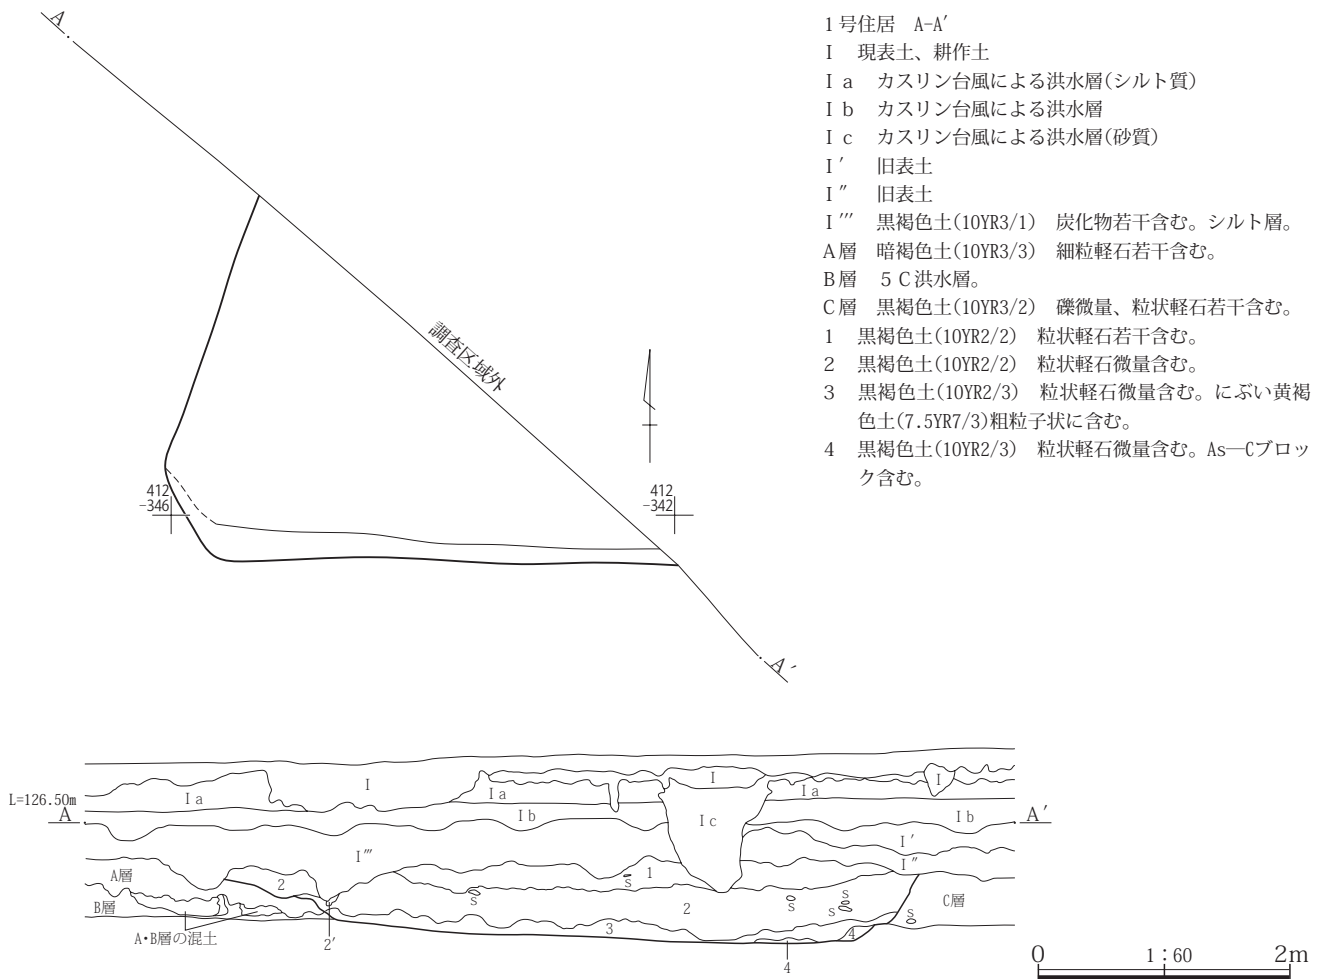 1号住居 A-A′
Ⅰ 現表土、耕作土
Ⅰa カスリン台風による洪水層(シルト質)
Ⅰb カスリン台風による洪水層
Ⅰc カスリン台風による洪水層(砂質)
Ⅰ′ 旧表土
Ⅰ″ 旧表土
Ⅰ‴ 黒褐色土(10YR3/1) 炭化物若干含む。シルト層。
A層 暗褐色土(10YR3/3) 細粒軽石若干含む。
B層 5C洪水層。
C層 黒褐色土(10YR3/2) 礫微量、粒状軽石若干含む。
1 黒褐色土(10YR2/2) 粒状軽石若干含む。
2 黒褐色土(10YR2/2) 粒状軽石微量含む。
3 黒褐色土(10YR2/3) 粒状軽石微量含む。にぶい黄褐
色土(7.5YR7/3)粗粒子状に含む。
4 黒褐色土(10YR2/3) 粒状軽石微量含む。As―Cブロッ
ク含む。
A
調査区域外
412
-346
412
-342
A′
L=126.50m
A
A′
Ⅰ
Ⅰ
Ⅰ
Ⅰa
Ⅰa
Ⅰa
Ⅰb
Ⅰb
Ⅰc
Ⅰ′
Ⅰ″
Ⅰ‴
A層
B層
C層
1
2
2
3
4
S
S
S
S
S
S
A・B層の混土
2′
4
0 1:60 2m